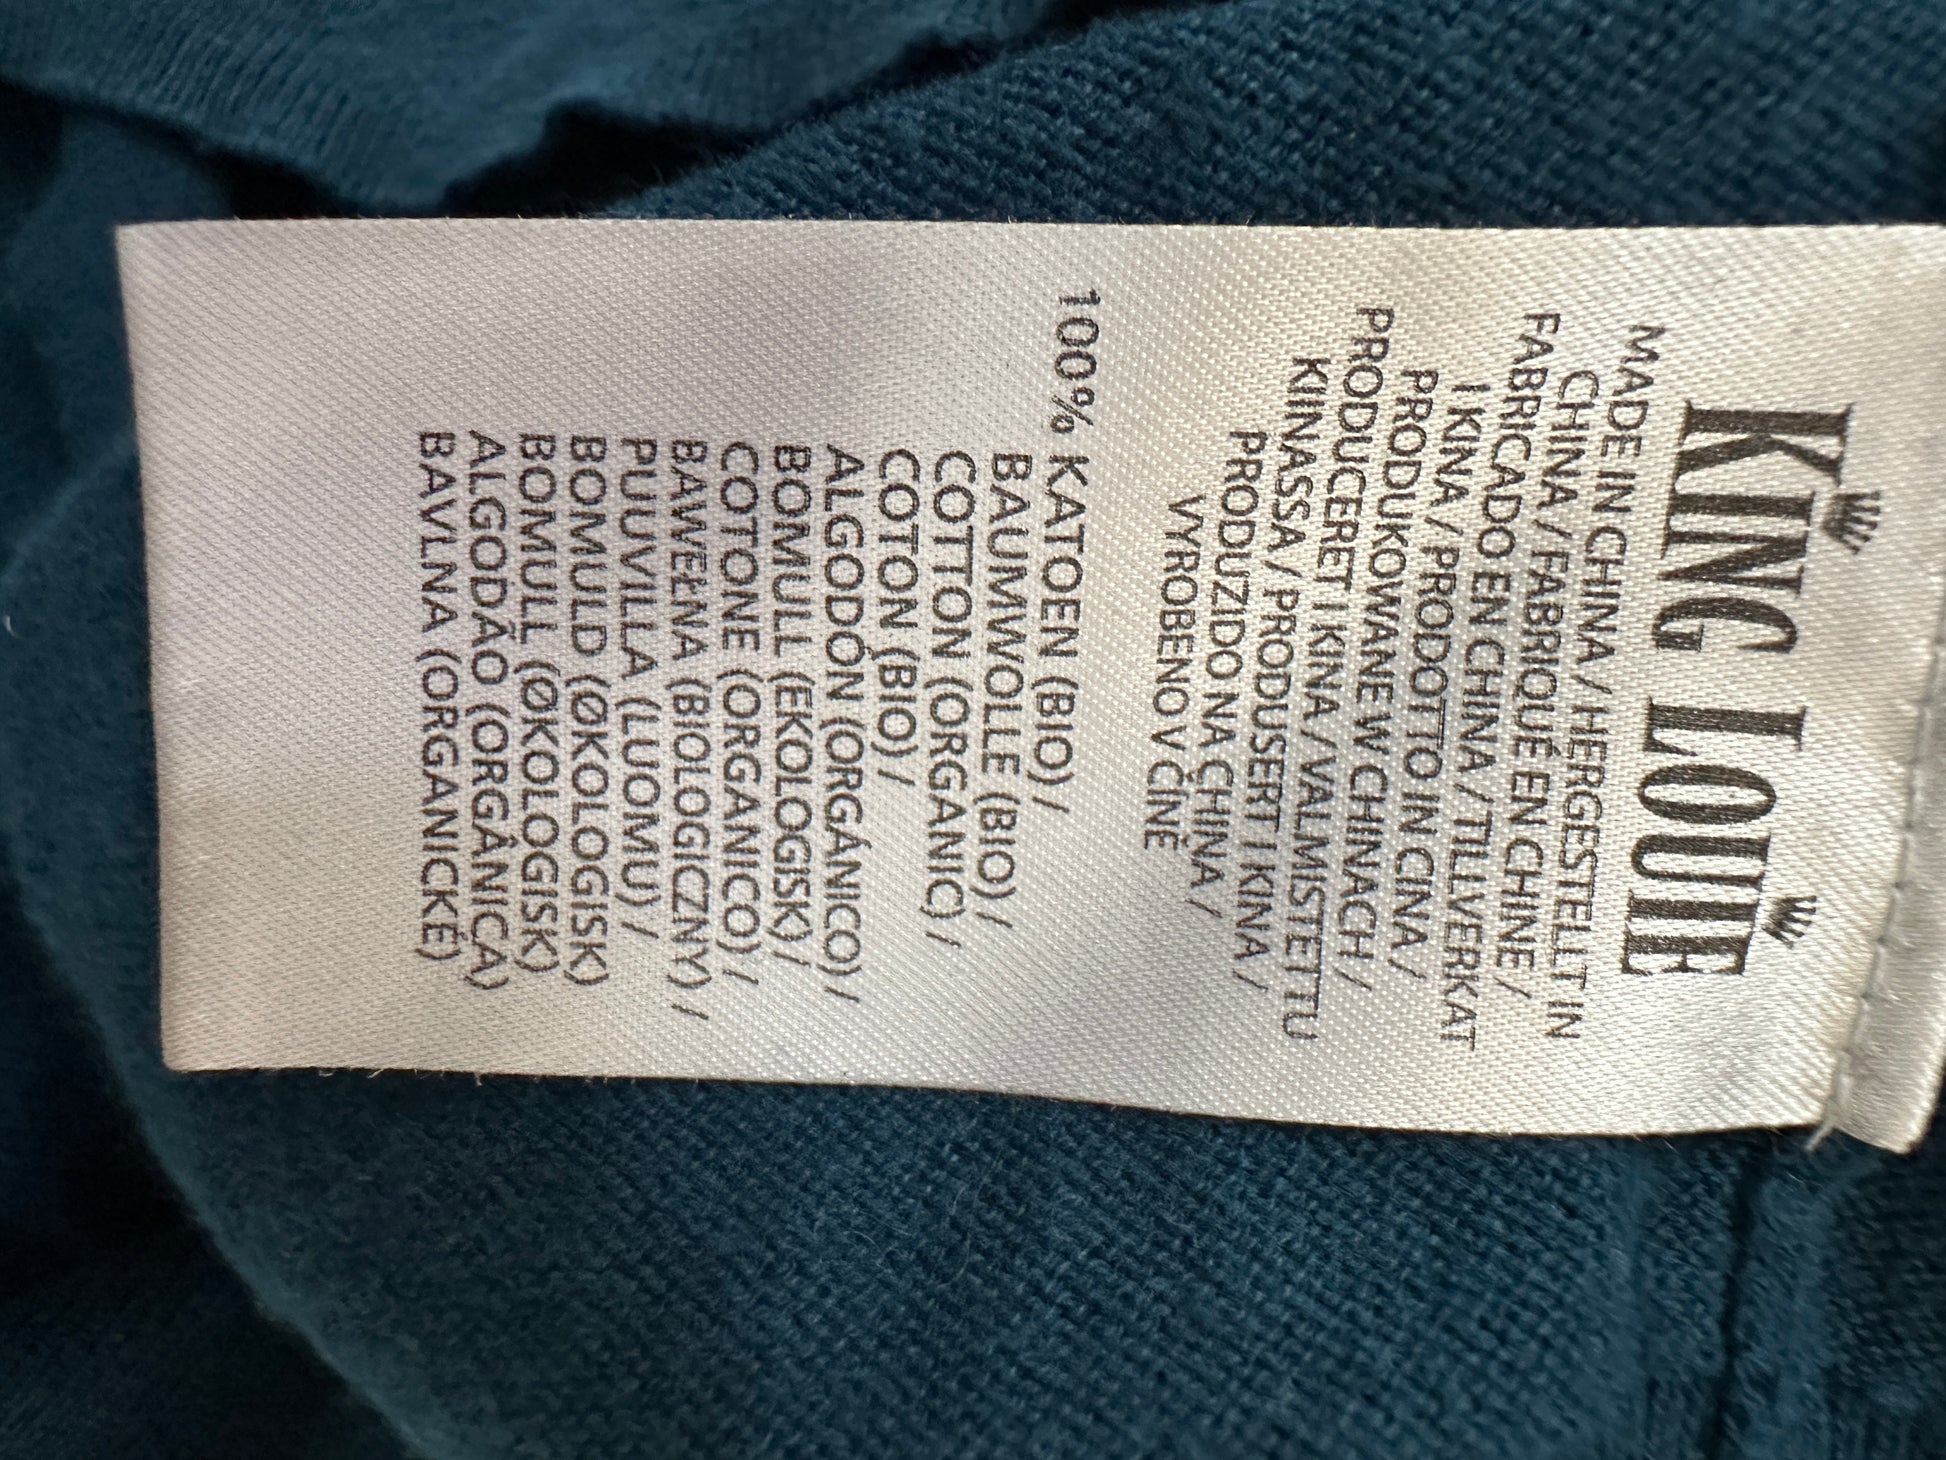 KING LOUIE
MADE IN CHINA / HERGESTELLT IN
CHINA / FABRIQUÉ EN CHINE /
FABRICADO EN CHINA / TILLVERKAT
I KINA / PRODOTTO IN CINA /
PRODUKOWANE W CHINACH /
PRODUCERET I KINA / VALMISTETTU
KIINASSA / PRODUSERT I KINA /
PRODUZIDO NA CHINA /
VYROBENO V ČÍNĚ
100% KATOEN (BIO) /
BAUMWOLLE (BIO) /
COTTON (ORGANIC) /
COTON (BIO) /
ALGODÓN (ORGÁNICO) /
BOMULL (EKOLOGISK) /
COTONE (ORGANICO) /
BAWEŁNA (BIOLOGICZNY) /
PUUVILLA (LUOMU) /
BOMULD (ØKOLOGISK)
BOMULL (ØKOLOGISK)
ALGODÃO (ORGÂNICA)
BAVLNA (ORGANICKÉ)